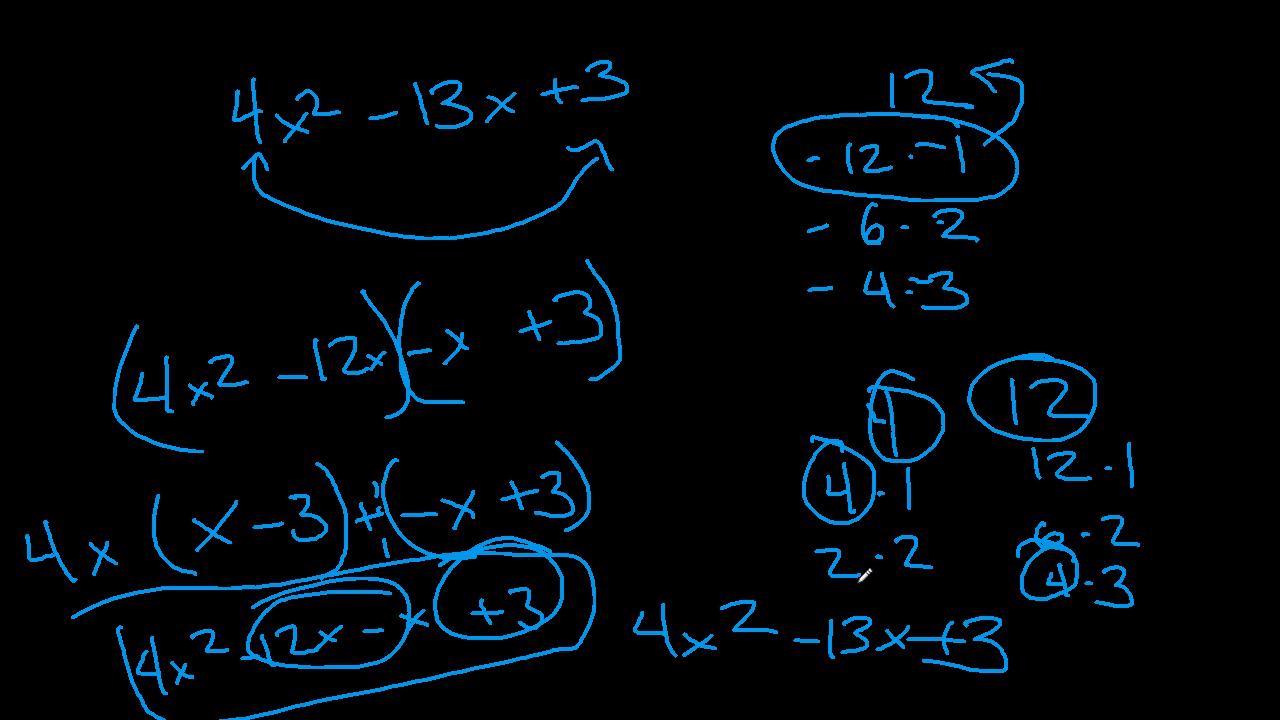 4x² - 13x + 3
(4x² - 12x)(- x + 3)
4x (x - 3) + (- x + 3)
4x² - 12x - x + 3
12
- 12 · - 1
- 6 · - 2
- 4 · - 3
4 · 1
2 · 2
12
12 · 1
6 · 2
4 · 3
4x² - 13x + 3